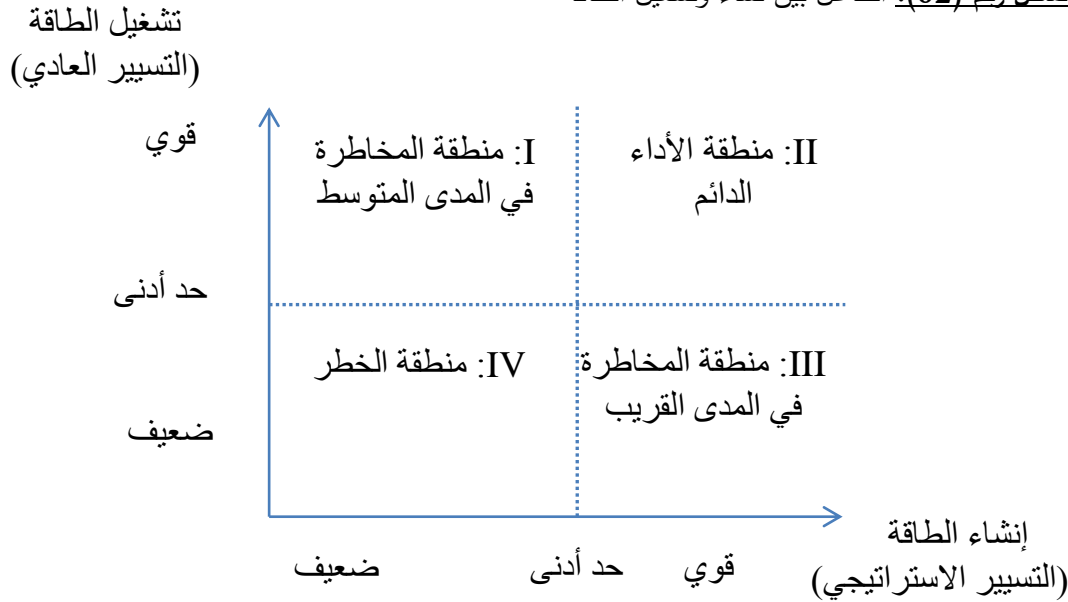 تشغيل الطاقة
(التسيير العادي)
قوي
I: منطقة المخاطرة
في المدى المتوسط
II: منطقة الأداء
الدائم
حد أدنى
IV: منطقة الخطر
III: منطقة المخاطرة
في المدى القريب
ضعيف
إنشاء الطاقة
(التسيير الاستراتيجي)
ضعيف
حد أدنى
قوي